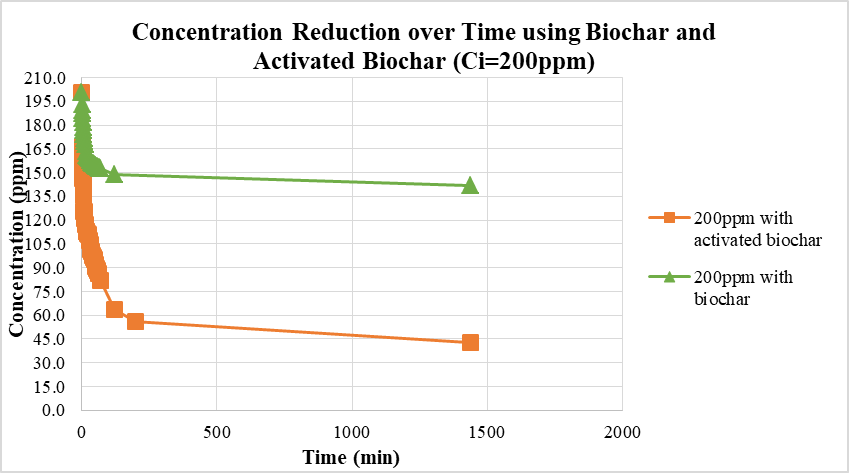 Concentration Reduction over Time using Biochar and
Activated Biochar (Ci=200ppm)
Concentration (ppm)
210.0
195.0
180.0
165.0
150.0
135.0
120.0
105.0
90.0
75.0
60.0
45.0
30.0
15.0
0.0
0 500 1000 1500 2000
Time (min)
200ppm with
activated biochar
200ppm with
biochar